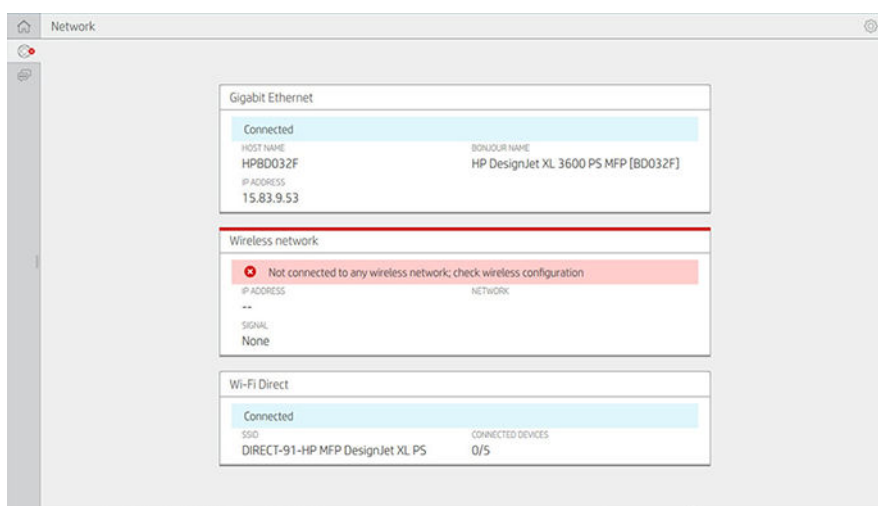 Network
Gigabit Ethernet
Connected
HOST NAME BONJOUR NAME
HPBD032F HP DesignJet XL 3600 PS MFP [BD032F]
IP ADDRESS
15.83.9.53
Wireless network
Not connected to any wireless network; check wireless configuration
IP ADDRESS NETWORK
--
SIGNAL
None
Wi-Fi Direct
Connected
SSID CONNECTED DEVICES
DIRECT-91-HP MFP DesignJet XL PS 0/5